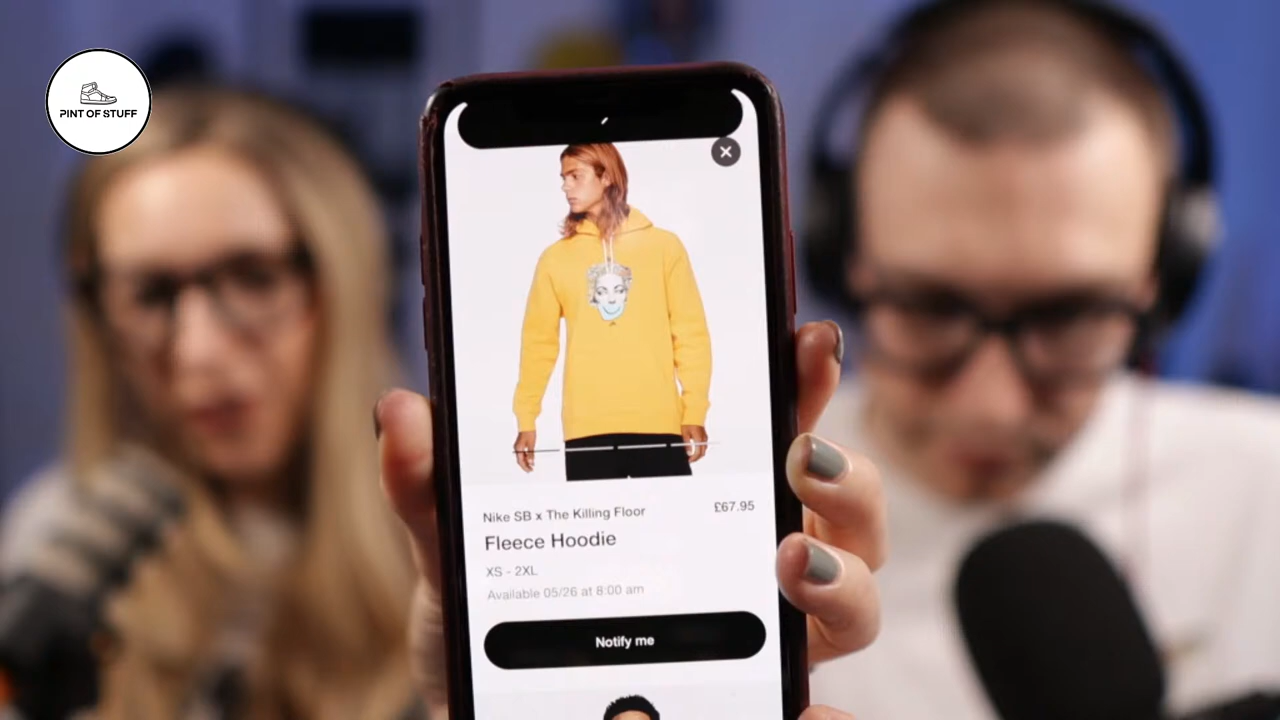 PINT OF STUFF
Nike SB x The Killing Floor
£67.95
Fleece Hoodie
XS - 2XL
Available 05/26 at 8:00 am
Notify me